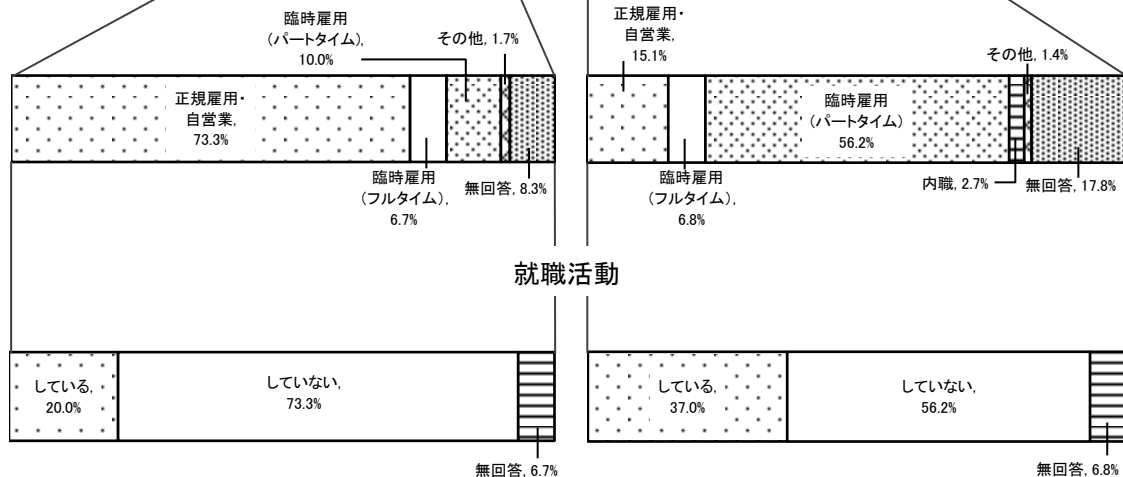 臨時雇用
(パートタイム),
10.0%
その他, 1.7%
正規雇用・
自営業,
73.3%
臨時雇用
(フルタイム),
6.7%
無回答, 8.3%
正規雇用・
自営業,
15.1%
その他, 1.4%
臨時雇用
(パートタイム)
56.2%
臨時雇用
(フルタイム),
6.8%
内職, 2.7%
無回答, 17.8%
就職活動
している,
20.0%
していない,
73.3%
無回答, 6.7%
している,
37.0%
していない,
56.2%
無回答, 6.8%